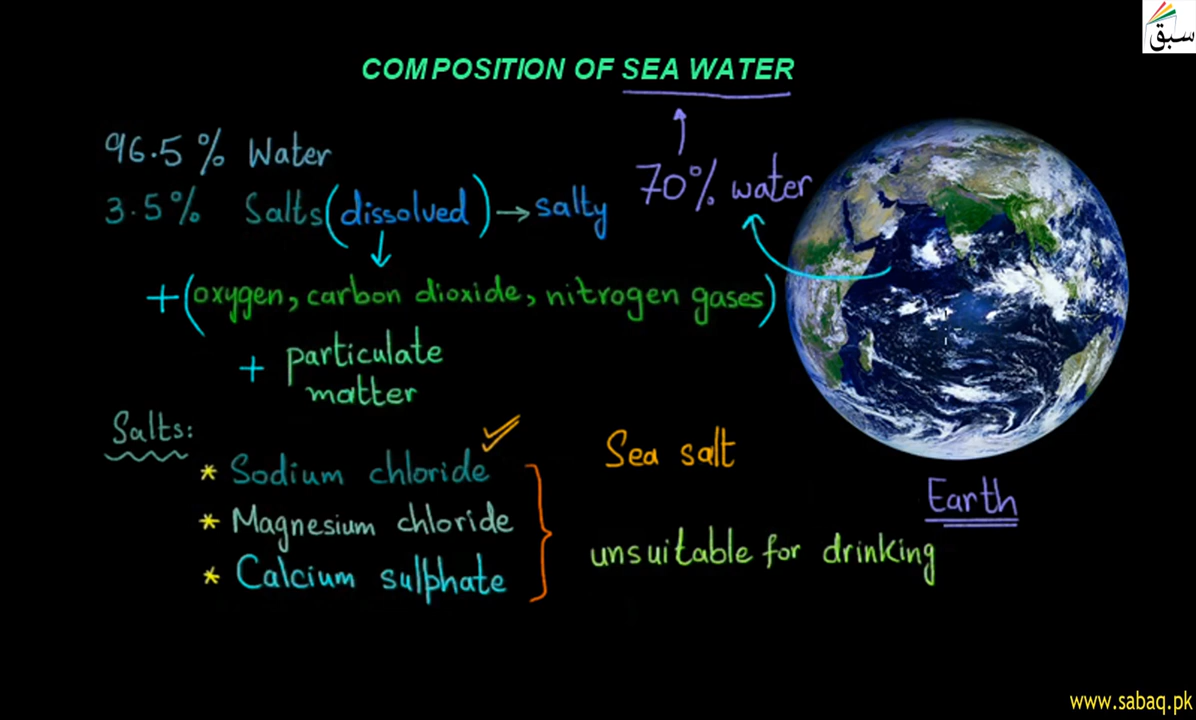 سبق
COMPOSITION OF SEA WATER
96.5% Water
70% water
3.5% Salts (dissolved) → salty
+ (oxygen, carbon dioxide, nitrogen gases)
+ particulate
matter
Salts:
* Sodium chloride ✓
Sea salt
* Magnesium chloride
Earth
unsuitable for drinking
* Calcium sulphate
www.sabaq.pk